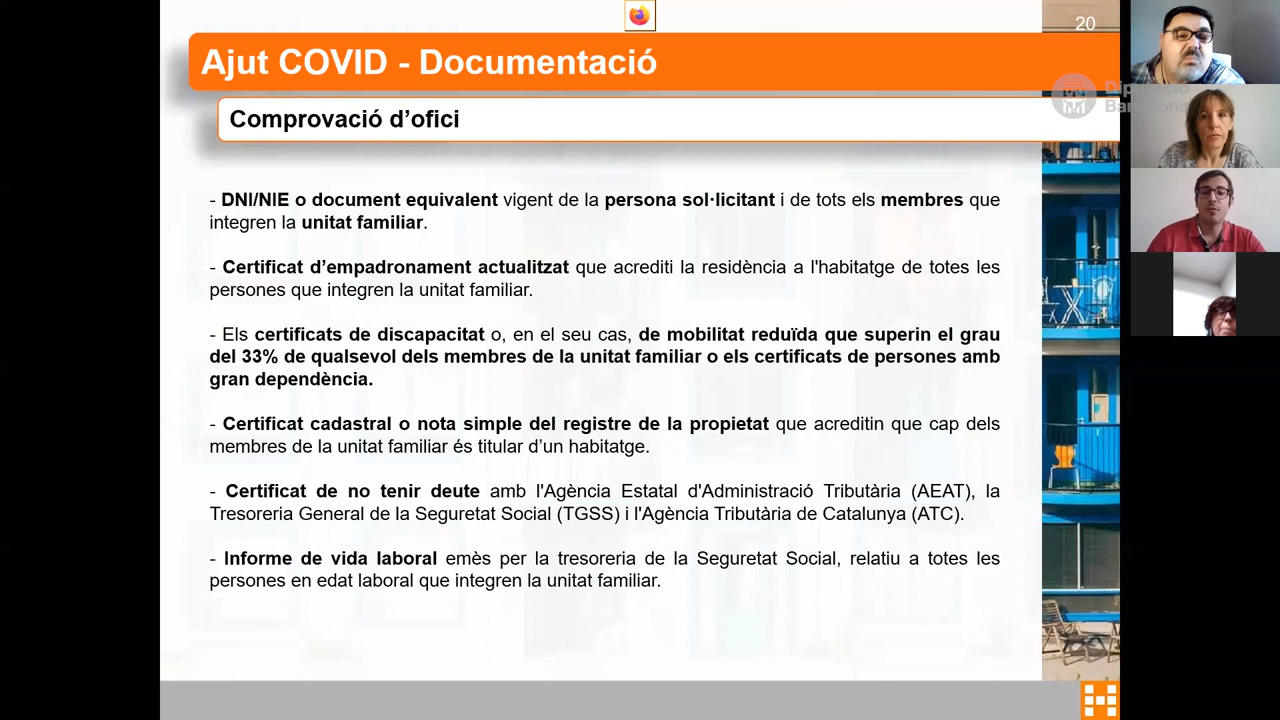 20
Ajut COVID - Documentació
Diputació
Barcelona
Comprovació d’ofici
- DNI/NIE o document equivalent vigent de la persona sol·licitant i de tots els membres que
integren la unitat familiar.
- Certificat d’empadronament actualitzat que acrediti la residència a l'habitatge de totes les
persones que integren la unitat familiar.
- Els certificats de discapacitat o, en el seu cas, de mobilitat reduïda que superin el grau
del 33% de qualsevol dels membres de la unitat familiar o els certificats de persones amb
gran dependència.
- Certificat cadastral o nota simple del registre de la propietat que acreditin que cap dels
membres de la unitat familiar és titular d’un habitatge.
- Certificat de no tenir deute amb l'Agència Estatal d'Administració Tributària (AEAT), la
Tresoreria General de la Seguretat Social (TGSS) i l'Agència Tributària de Catalunya (ATC).
- Informe de vida laboral emès per la tresoreria de la Seguretat Social, relatiu a totes les
persones en edat laboral que integren la unitat familiar.